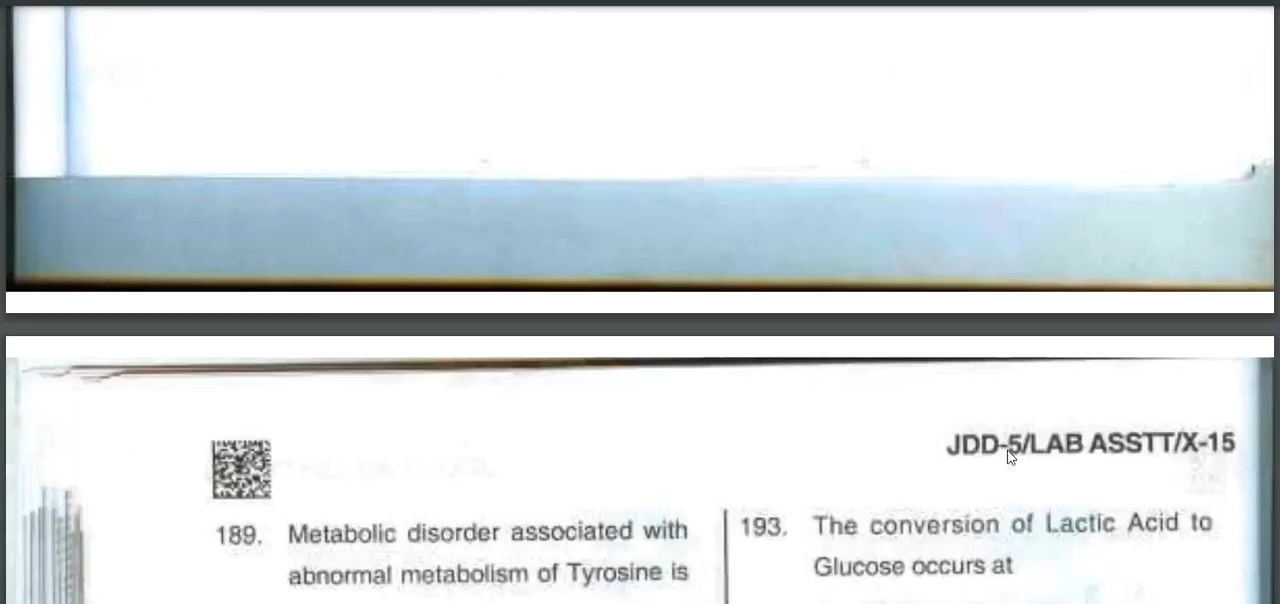 JDD-5/LAB ASSTT/X-15
189. Metabolic disorder associated with
abnormal metabolism of Tyrosine is
193. The conversion of Lactic Acid to
Glucose occurs at